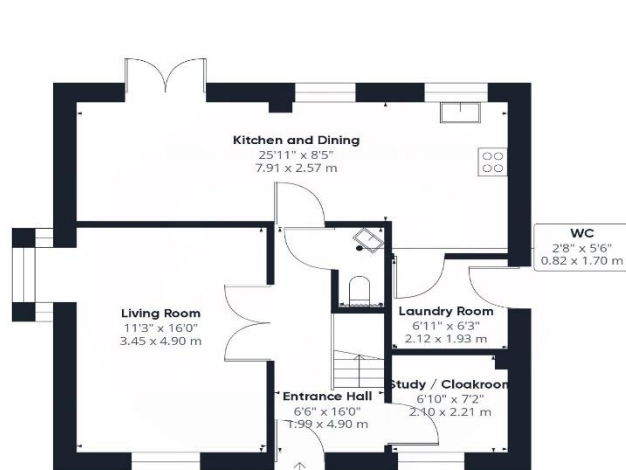 Kitchen and Dining
25'11" x 8'5"
7.91 x 2.57 m
WC
2'8" x 5'6"
0.82 x 1.70 m
Living Room
11'3" x 16'0"
3.45 x 4.90 m
Laundry Room
6'11" x 6'3"
2.12 x 1.93 m
Study / Cloakroom
6'10" x 7'2"
2.10 x 2.21 m
Entrance Hall
6'6" x 16'0"
1.99 x 4.90 m